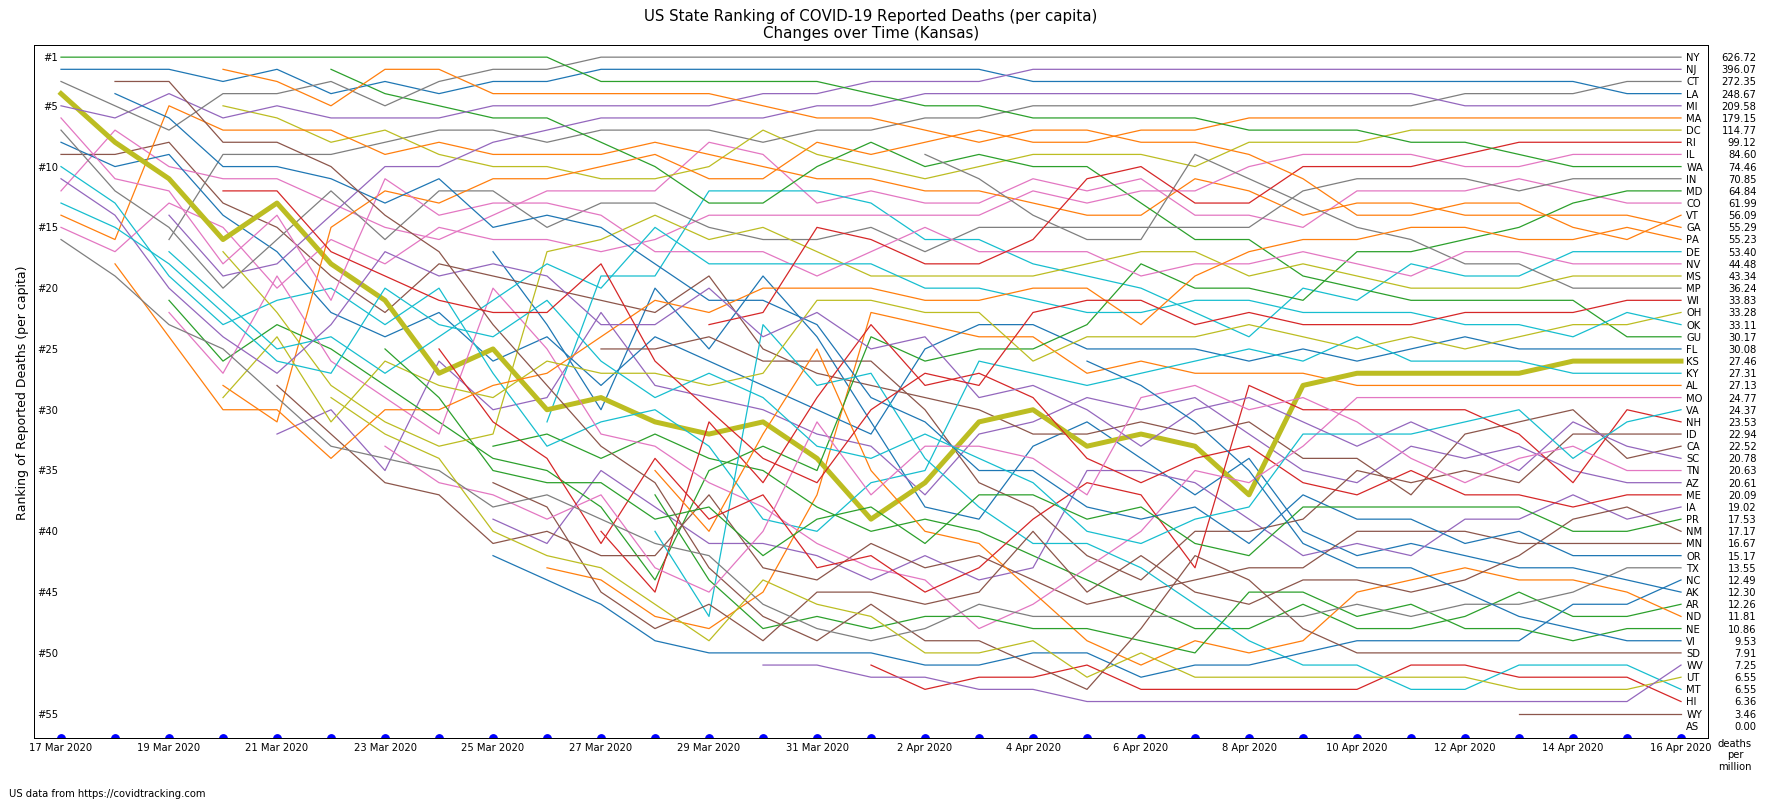 US State Ranking of COVID-19 Reported Deaths (per capita)
Changes over Time (Kansas)
Ranking of Reported Deaths (per capita)
#1
#5
#10
#15
#20
#25
#30
#35
#40
#45
#50
#55
NY 626.72
NJ 396.07
CT 272.35
LA 248.67
MI 209.58
MA 179.15
DC 114.77
RI 99.12
IL 84.60
WA 74.46
IN 70.85
MD 64.84
CO 61.99
VT 56.09
GA 55.29
PA 55.23
DE 53.40
NV 44.48
MS 43.34
MP 36.24
WI 33.83
OH 33.28
OK 33.11
GU 30.17
FL 30.08
KS 27.46
KY 27.31
AL 27.13
MO 24.77
VA 24.37
NH 23.53
ID 22.94
CA 22.52
SC 20.78
TN 20.63
AZ 20.61
ME 20.09
IA 19.02
PR 17.53
NM 17.17
MN 16.67
OR 15.17
TX 13.55
NC 12.49
AK 12.30
AR 12.26
ND 11.81
NE 10.86
VI 9.53
SD 7.91
WV 7.25
UT 6.55
MT 6.55
HI 6.36
WY 3.46
AS 0.00
17 Mar 2020 19 Mar 2020 21 Mar 2020 23 Mar 2020 25 Mar 2020 27 Mar 2020 29 Mar 2020 31 Mar 2020 2 Apr 2020 4 Apr 2020 6 Apr 2020 8 Apr 2020 10 Apr 2020 12 Apr 2020 14 Apr 2020 16 Apr 2020
deaths
per
million
US data from https://covidtracking.com